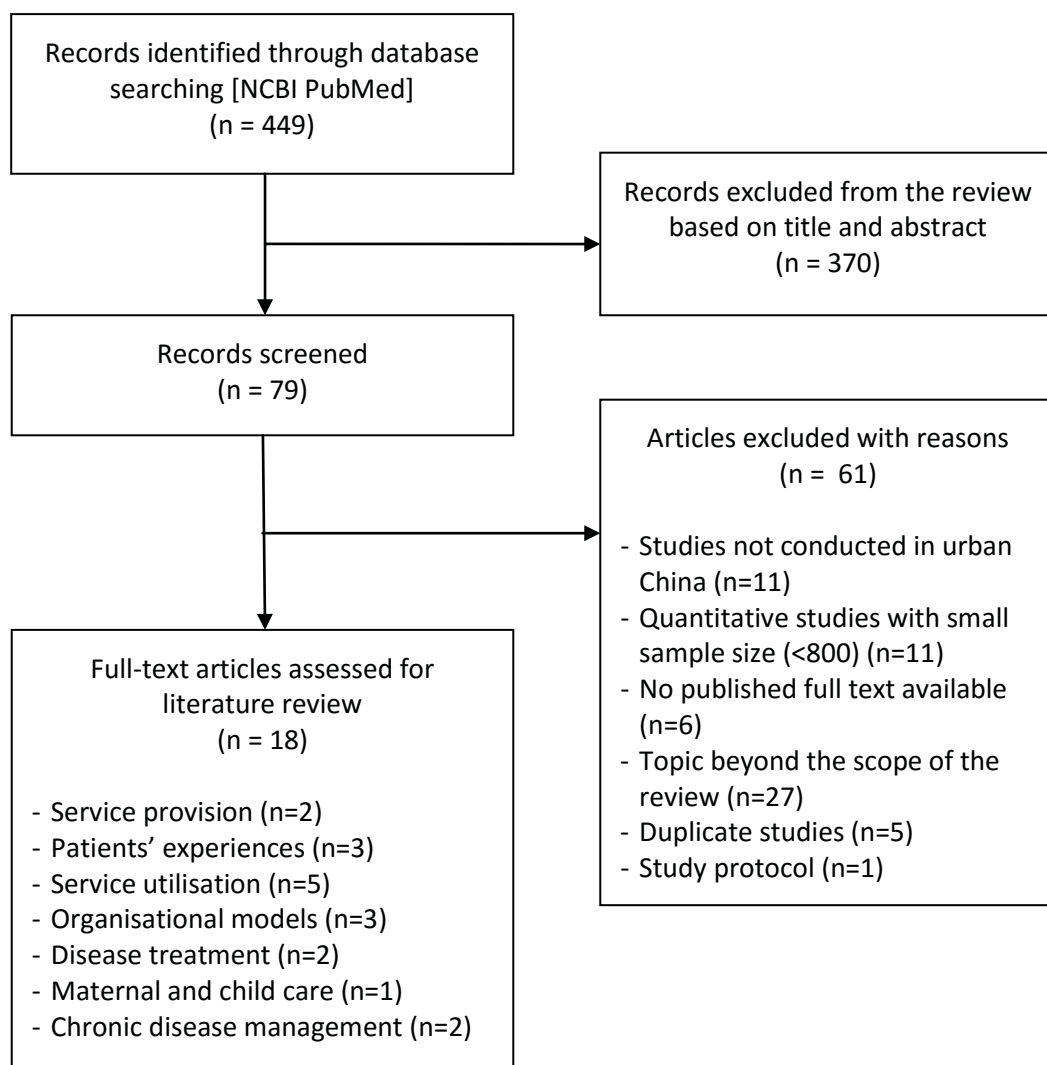 Records identified through database
searching [NCBI PubMed]
(n = 449)
Records excluded from the review
based on title and abstract
(n = 370)
Records screened
(n = 79)
Articles excluded with reasons
(n =  61)
- Studies not conducted in urban
China (n=11)
- Quantitative studies with small
sample size (<800) (n=11)
- No published full text available
(n=6)
- Topic beyond the scope of the
review (n=27)
- Duplicate studies (n=5)
- Study protocol (n=1)
Full-text articles assessed for
literature review
(n = 18)
- Service provision (n=2)
- Patients’ experiences (n=3)
- Service utilisation (n=5)
- Organisational models (n=3)
- Disease treatment (n=2)
- Maternal and child care (n=1)
- Chronic disease management (n=2)